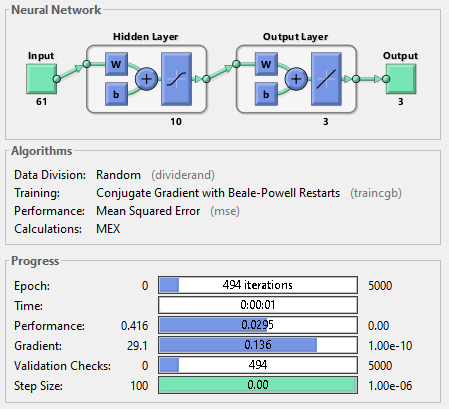 Neural Network
Hidden Layer Output Layer
Input Output
W W
+ +
b b
61 10 3 3
Algorithms
Data Division: Random (dividerand)
Training: Conjugate Gradient with Beale-Powell Restarts (traincgb)
Performance: Mean Squared Error (mse)
Calculations: MEX
Progress
Epoch: 0 494 iterations 5000
Time: 0:00:01
Performance: 0.416 0.0295 0.00
Gradient: 29.1 0.136 1.00e-10
Validation Checks: 0 494 5000
Step Size: 100 0.00 1.00e-06